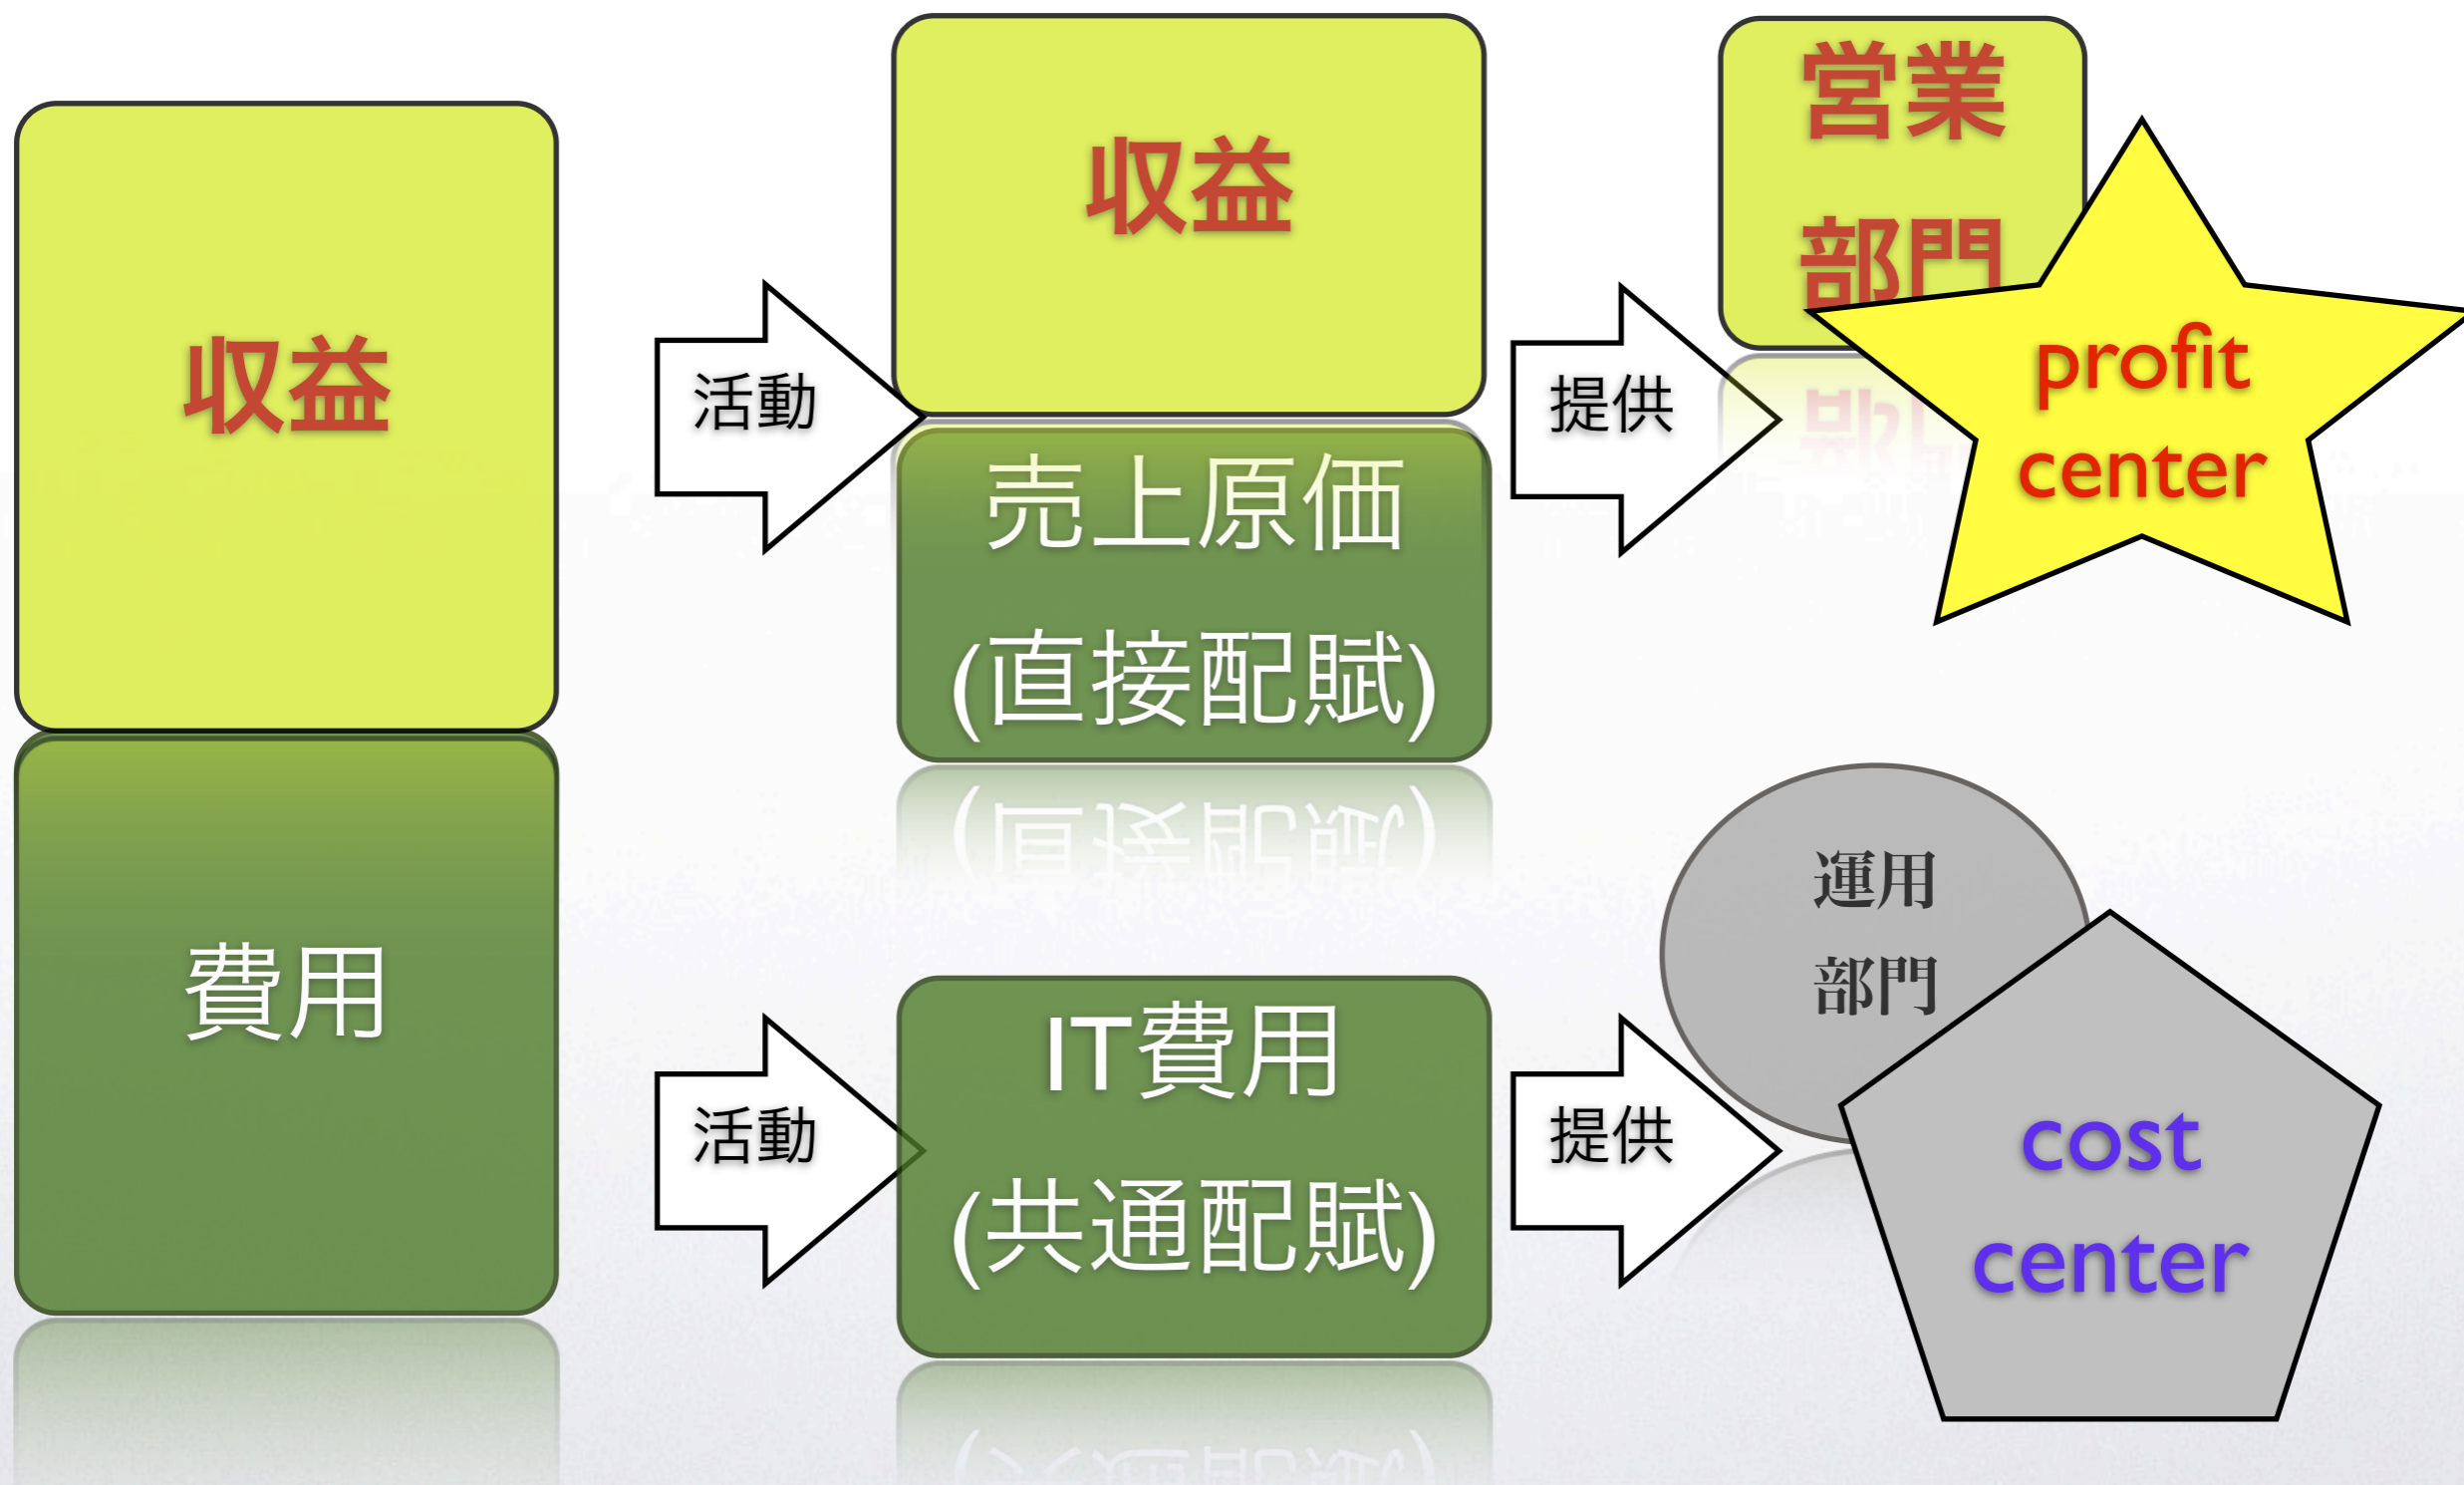 収益
費用
活動
収益
売上原価
(直接配賦)
提供
営業
部門
profit
center
活動
IT費用
(共通配賦)
提供
運用
部門
cost
center